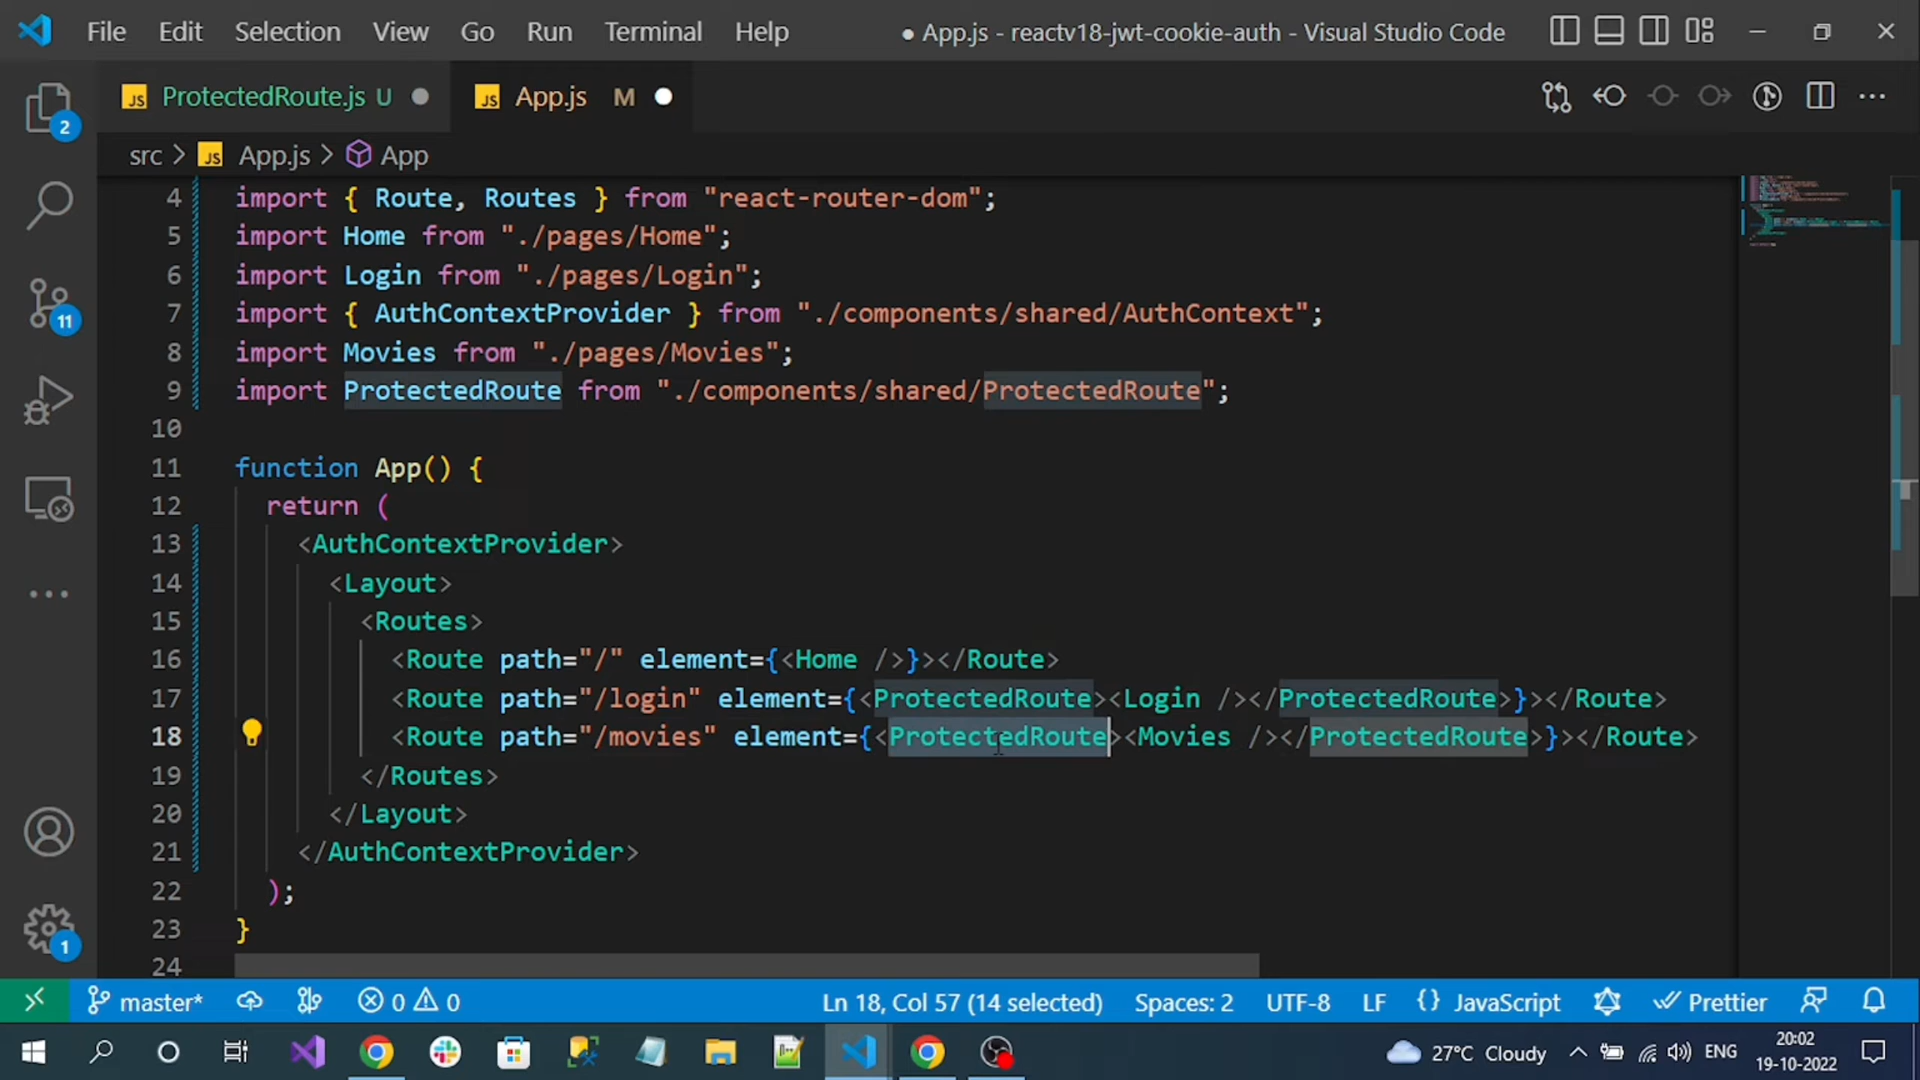 File Edit Selection View Go Run Terminal Help ● App.js - reactv18-jwt-cookie-auth - Visual Studio Code
JS ProtectedRoute.js U JS App.js M
src > JS App.js > App
2
11
1
4 import { Route, Routes } from "react-router-dom";
5 import Home from "./pages/Home";
6 import Login from "./pages/Login";
7 import { AuthContextProvider } from "./components/shared/AuthContext";
8 import Movies from "./pages/Movies";
9 import ProtectedRoute from "./components/shared/ProtectedRoute";
10
11 function App() {
12 return (
13 <AuthContextProvider>
14 <Layout>
15 <Routes>
16 <Route path="/" element={<Home />}></Route>
17 <Route path="/login" element={<ProtectedRoute><Login /></ProtectedRoute>}></Route>
18 <Route path="/movies" element={<ProtectedRoute><Movies /></ProtectedRoute>}></Route>
19 </Routes>
20 </Layout>
21 </AuthContextProvider>
22 );
23 }
24
master* 0 0 Ln 18, Col 57 (14 selected) Spaces: 2 UTF-8 LF {} JavaScript Prettier
27°C Cloudy ENG 20:02
19-10-2022